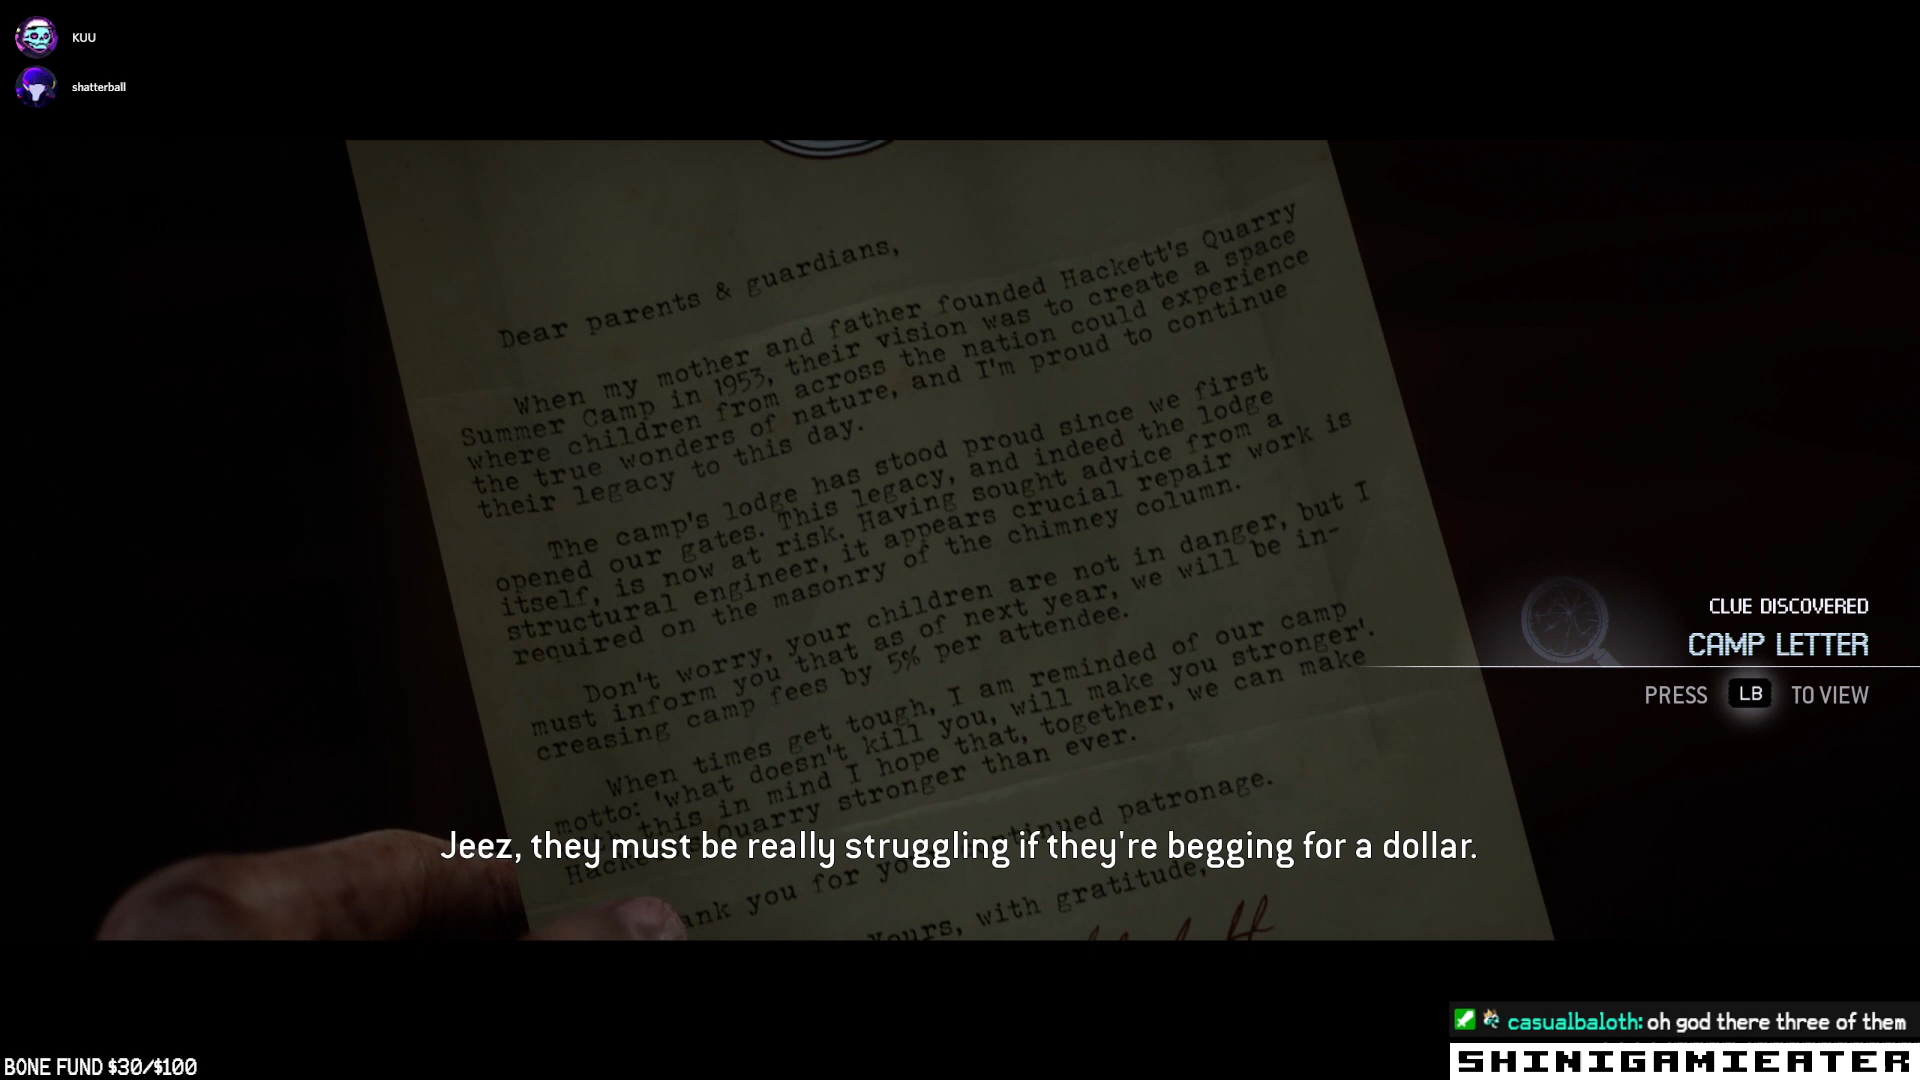 KUU
shatterball
Dear parents & guardians,
When my mother and father founded Hackett's Quarry
Summer Camp in 1953, their vision was to create a space
where children from across the nation could experience
the true wonders of nature, and I'm proud to continue
their legacy to this day.
The camp's lodge has stood proud since we first
opened our gates. This legacy, and indeed the lodge
itself, is now at risk. Having sought advice from a
structural engineer, it appears crucial repair work is
required on the masonry of the chimney column.
Don't worry, your children are not in danger, but I
must inform you that as of next year, we will be in-
creasing camp fees by 5% per attendee.
When times get tough, I am reminded of our camp
motto: 'what doesn't kill you, will make you stronger'.
this in mind I hope that, together, we can make
Hackett's Quarry stronger than ever.
you for continued patronage.
Yours, with gratitude,
Jeez, they must be really struggling if they're begging for a dollar.
CLUE DISCOVERED
CAMP LETTER
PRESS LB TO VIEW
casualbaloth: oh god there three of them
SHINIGAMIEATER
BONE FUND $30/$100